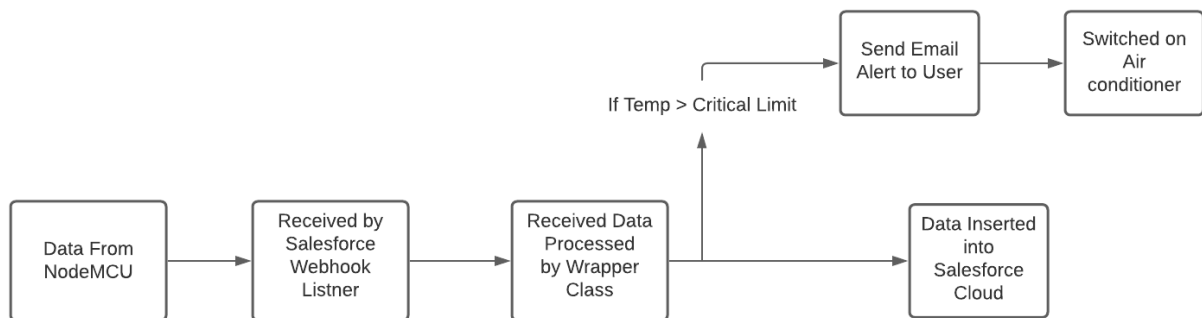 Send Email
Alert to User
Switched on
Air
conditioner
If Temp > Critical Limit
Data From
NodeMCU
Received by
Salesforce
Webhook
Listner
Received Data
Processed
by Wrapper
Class
Data Inserted
into
Salesforce
Cloud